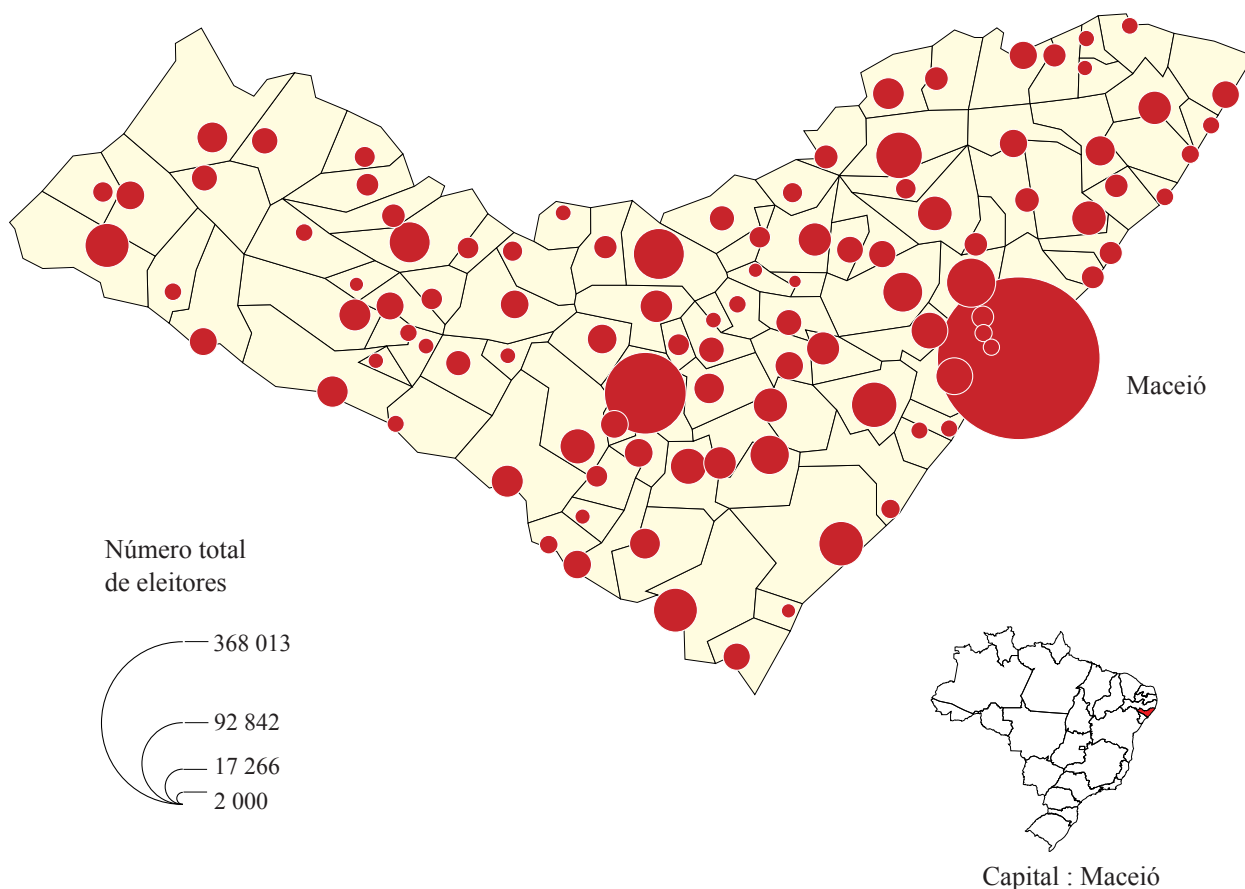 Maceió
Número total
de eleitores
368 013
92 842
17 266
2 000
Capital : Maceió